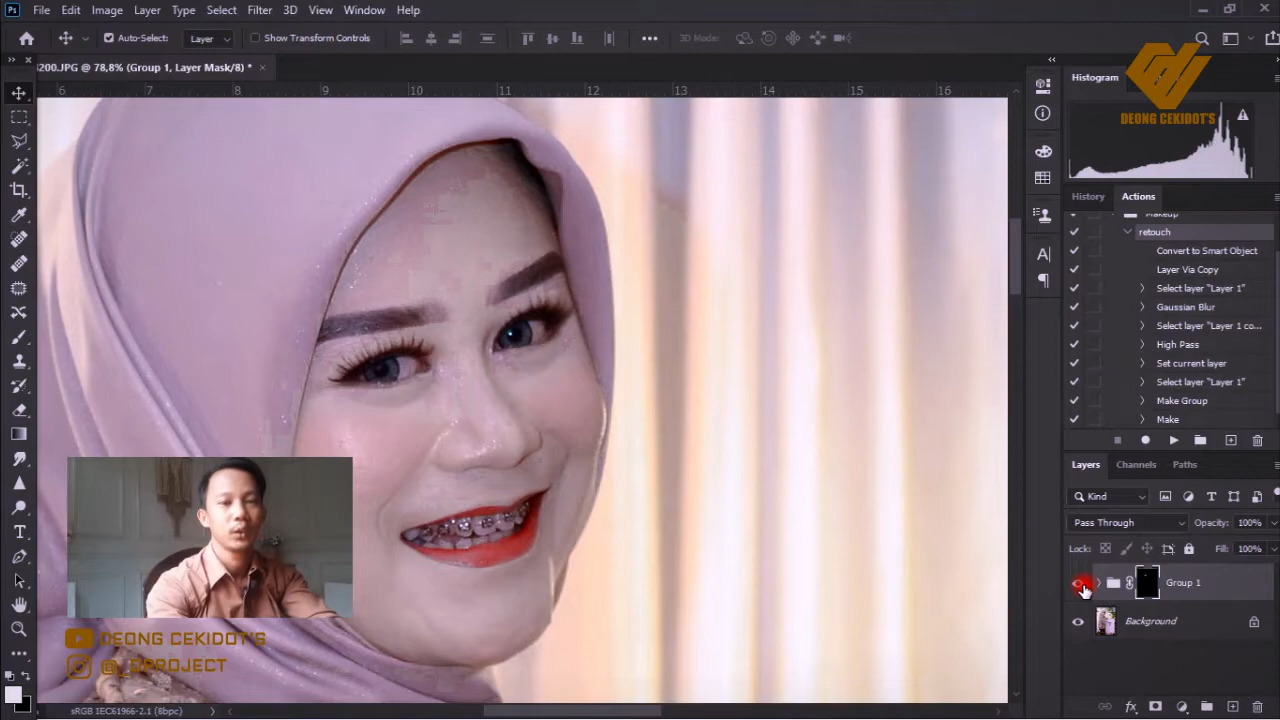 Ps File Edit Image Layer Type Select Filter 3D View Window Help
Auto-Select: Layer Show Transform Controls 3D Mode:
200.JPG @ 78,8% (Group 1, Layer Mask/8) *
6 7 8 9 10 11 12 13 14 15 16
Histogram
DEONG CEKIDOT'S
History Actions
Makeup
retouch
Convert to Smart Object
Layer Via Copy
Select layer "Layer 1"
Gaussian Blur
Select layer "Layer 1 co...
High Pass
Set current layer
Select layer "Layer 1"
Make Group
Make
Layers Channels Paths
Kind
Pass Through Opacity: 100%
Lock: Fill: 100%
Group 1
Background
DEONG CEKIDOT'S
@_DPROJECT
sRGB IEC61966-2.1 (8bpc)